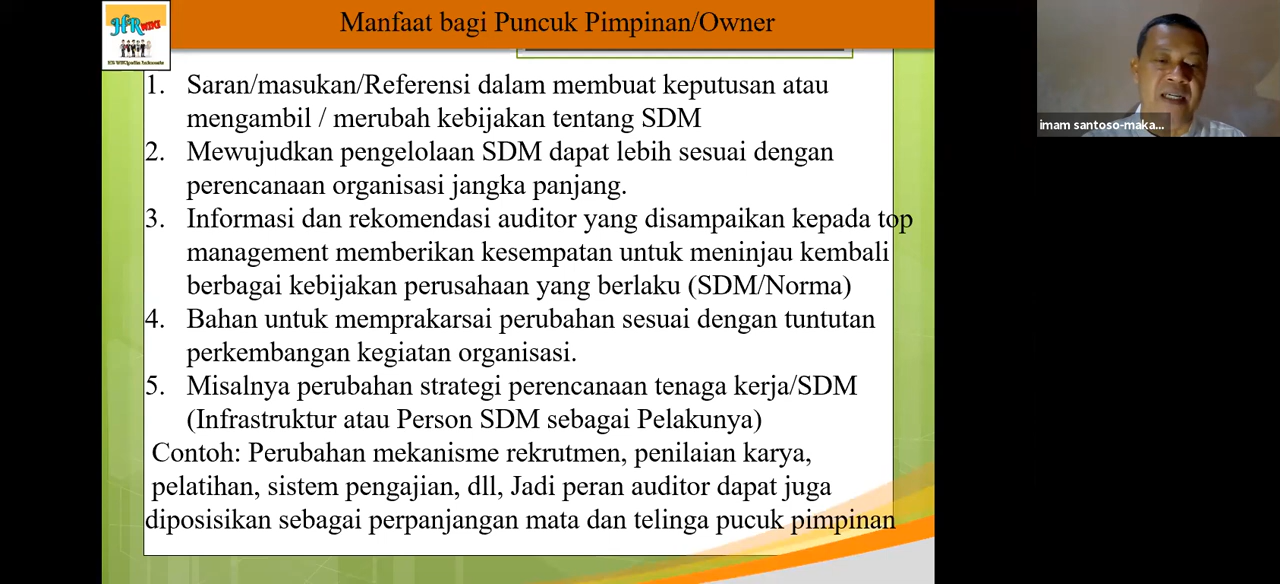 Manfaat bagi Puncuk Pimpinan/Owner
HR WIKI
HR WIKIpedia Indonesia
1. Saran/masukan/Referensi dalam membuat keputusan atau
mengambil / merubah kebijakan tentang SDM
2. Mewujudkan pengelolaan SDM dapat lebih sesuai dengan
perencanaan organisasi jangka panjang.
3. Informasi dan rekomendasi auditor yang disampaikan kepada top
management memberikan kesempatan untuk meninjau kembali
berbagai kebijakan perusahaan yang berlaku (SDM/Norma)
4. Bahan untuk memprakarsai perubahan sesuai dengan tuntutan
perkembangan kegiatan organisasi.
5. Misalnya perubahan strategi perencanaan tenaga kerja/SDM
(Infrastruktur atau Person SDM sebagai Pelakunya)
Contoh: Perubahan mekanisme rekrutmen, penilaian karya,
pelatihan, sistem pengajian, dll, Jadi peran auditor dapat juga
diposisikan sebagai perpanjangan mata dan telinga pucuk pimpinan
imam santoso-maka...